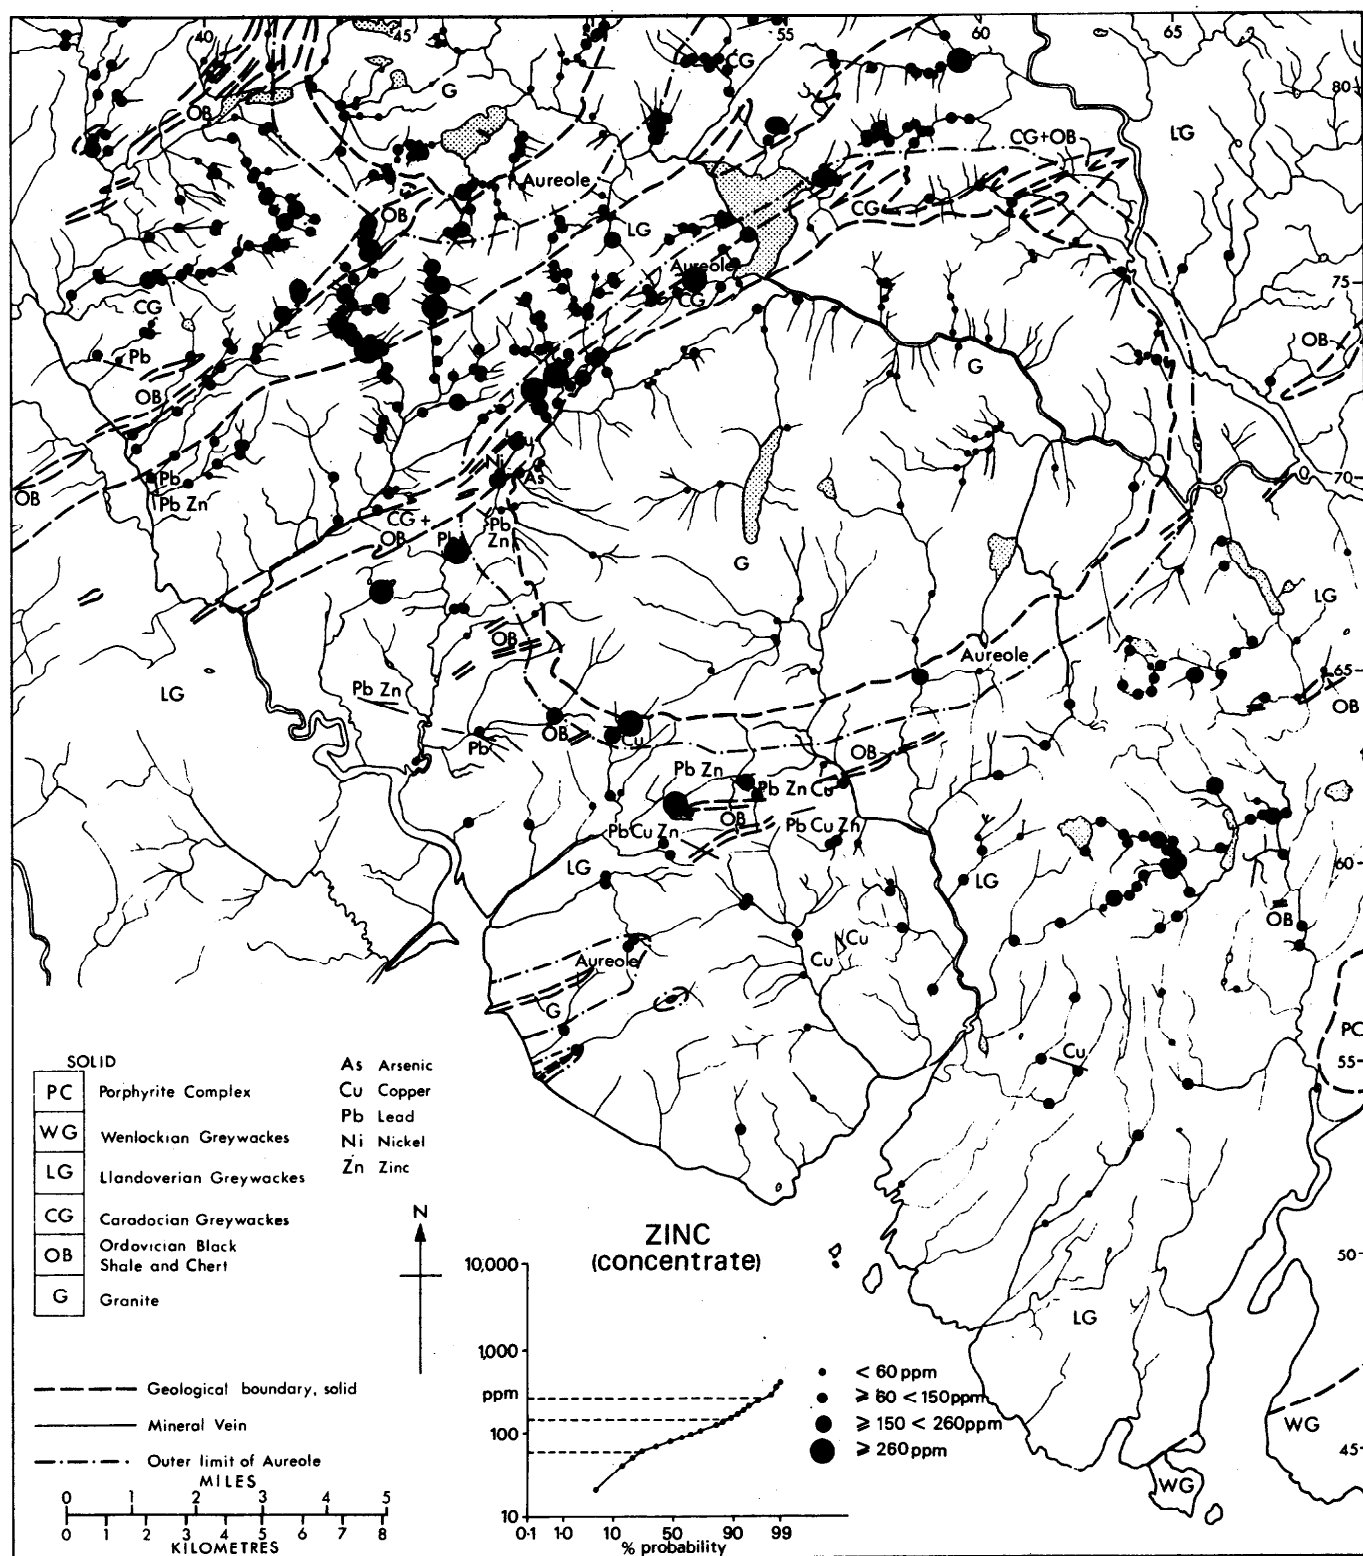 40 45 55 60 65
CG
80
G
OB
CG+OB
LG
Aureole
OB
CG
LG
Aureole
75
CG
CG
OB
Pb
G
OB
Cu
Ni
As
Pb
70
OB
Pb Zn
Pb
Zn
CG +
OB
Pb
G
LG
OB
Aureole
65
LG
Pb Zn
OB
OB
Cu
Pb
OB
Pb Zn
Pb Zn Cu
OB
Pb Cu Zn
Pb Cu Zn
60
LG
LG
OB
Cu
Aureole
Cu
G
PC
Cu
55
SOLID
PC Porphyrite Complex
WG Wenlockian Greywackes
LG Llandoverian Greywackes
CG Caradocian Greywackes
OB Ordovician Black
Shale and Chert
G Granite
As Arsenic
Cu Copper
Pb Lead
Ni Nickel
Zn Zinc
N
ZINC
(concentrate)
50
10,000
1,000
ppm
100
10
0·1 1·0 10 50 90 99
% probability
LG
< 60 ppm
⩾ 60 < 150ppm
⩾ 150 < 260ppm
⩾ 260 ppm
WG
45
WG
Geological boundary, solid
Mineral Vein
Outer limit of Aureole
MILES
0 1 2 3 4 5
0 1 2 3 4 5 6 7 8
KILOMETRES